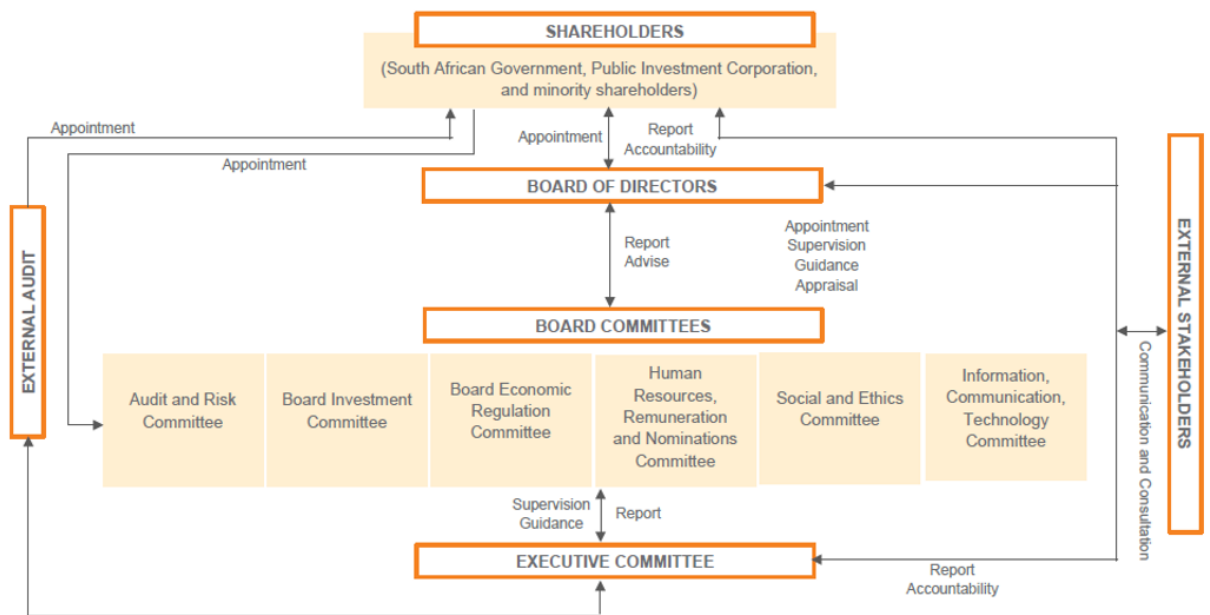 SHAREHOLDERS
(South African Government, Public Investment Corporation,
and minority shareholders)
Appointment
Appointment
Appointment
Report
Accountability
BOARD OF DIRECTORS
Report
Advise
Appointment
Supervision
Guidance
Appraisal
EXTERNAL AUDIT
EXTERNAL STAKEHOLDERS
Communication and Consultation
BOARD COMMITTEES
Audit and Risk
Committee
Board Investment
Committee
Board Economic
Regulation
Committee
Human
Resources,
Remuneration
and Nominations
Committee
Social and Ethics
Committee
Information,
Communication,
Technology
Committee
Supervision
Guidance
Report
EXECUTIVE COMMITTEE
Report
Accountability